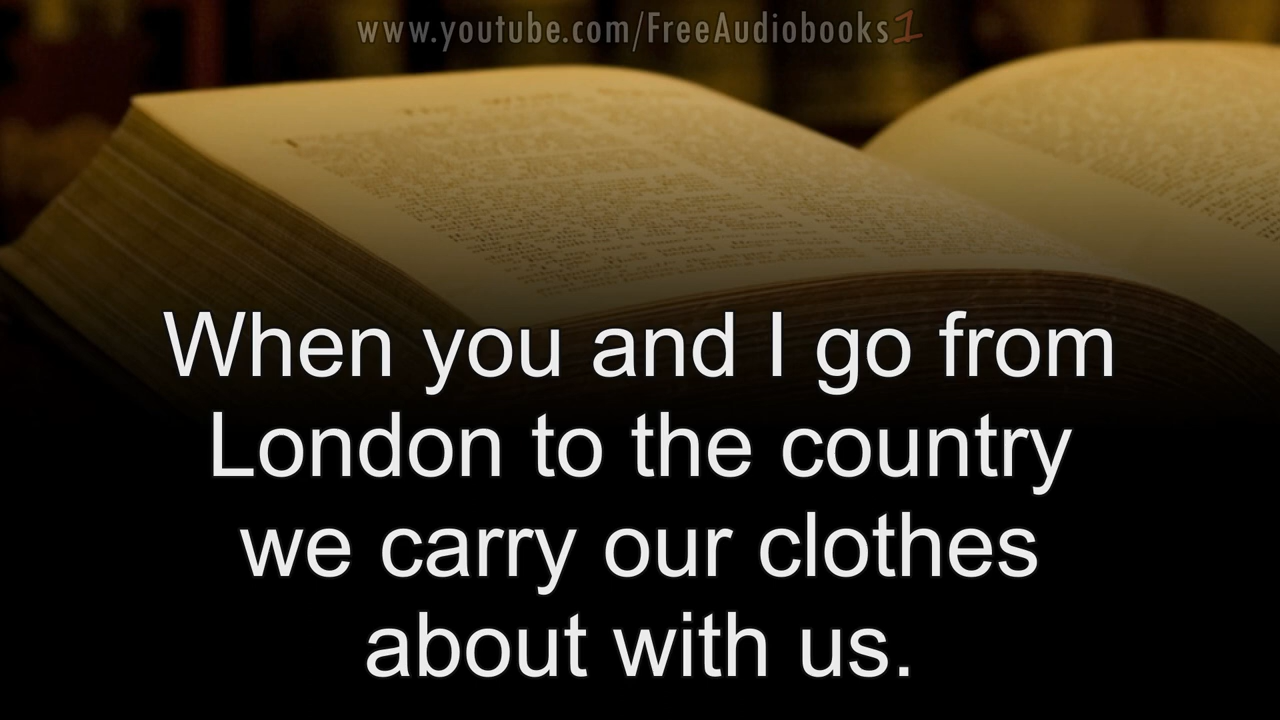 www.youtube.com/FreeAudiobooks1
When you and I go from
London to the country
we carry our clothes
about with us.